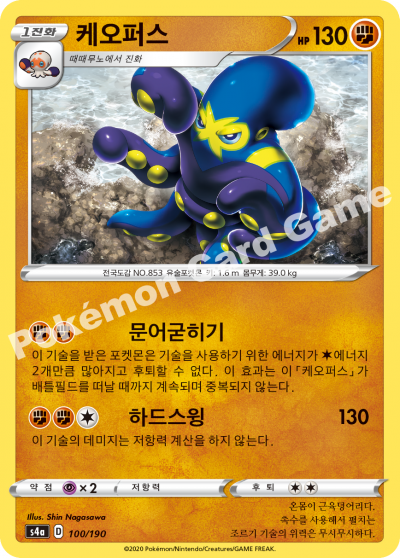 1진화
케오퍼스
HP 130
때때무노에서 진화
전국도감 NO.853 유술포켓몬 키: 1.6 m 몸무게: 39.0 kg
문어굳히기
이 기술을 받은 포켓몬은 기술을 사용하기 위한 에너지가 에너지
2개만큼 많아지고 후퇴할 수 없다. 이 효과는 이 「케오퍼스」가
배틀필드를 떠날 때까지 계속되며 중복되지 않는다.
하드스윙 130
이 기술의 데미지는 저항력 계산을 하지 않는다.
약점 ×2 저항력 후퇴
Illus. Shin Nagasawa
s4a D 100/190
온몸이 근육덩어리다.
촉수를 사용해서 펼치는
조르기 기술의 위력은 무시무시하다.
©2020 Pokémon/Nintendo/Creatures/GAME FREAK.
Pokémon Card Game